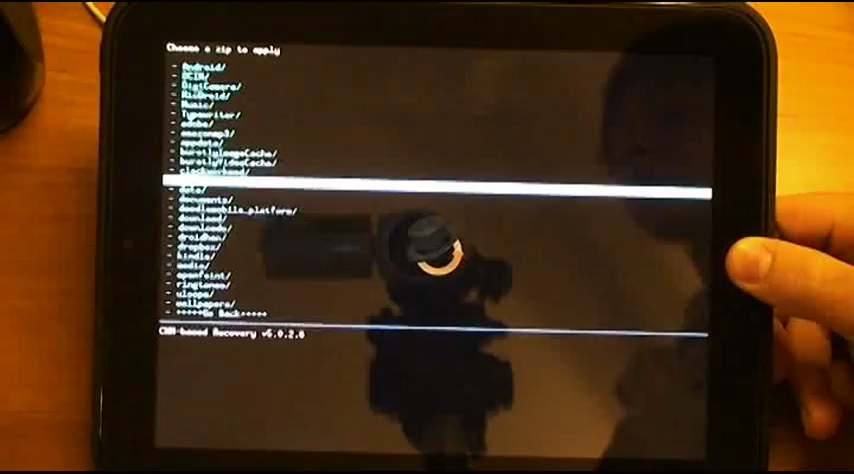 Choose a zip to apply
- Android/
- DCIM/
- DigiCamera/
- Music/
- Typewriter/
- adobe/
- amazonmp3/
- appdata/
- burstlyImageCache/
- burstlyVideoCache/
- clockworkmod/
- data/
- documents/
- download/
- downloads/
- droidhen/
- dropbox/
- kindle/
- media/
- openfeint/
- ringtones/
- wallpapers/
- +++++Go Back+++++
CWM-based Recovery v5.0.2.6